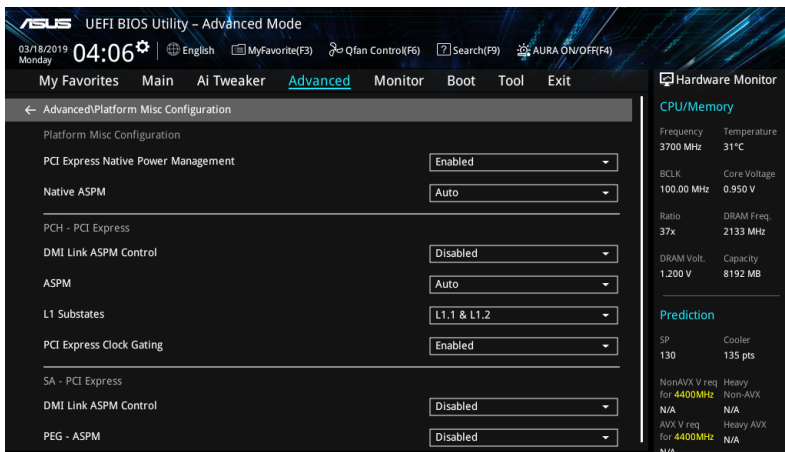 ASUS UEFI BIOS Utility – Advanced Mode
03/18/2019 Monday 04:06 English MyFavorite(F3) Qfan Control(F6) ? Search(F9) AURA ON/OFF(F4)
My Favorites Main Ai Tweaker Advanced Monitor Boot Tool Exit
← Advanced\Platform Misc Configuration
Platform Misc Configuration
PCI Express Native Power Management Enabled
Native ASPM Auto
PCH - PCI Express
DMI Link ASPM Control Disabled
ASPM Auto
L1 Substates L1.1 & L1.2
PCI Express Clock Gating Enabled
SA - PCI Express
DMI Link ASPM Control Disabled
PEG - ASPM Disabled
Hardware Monitor
CPU/Memory
Frequency Temperature
3700 MHz 31°C
BCLK Core Voltage
100.00 MHz 0.950 V
Ratio DRAM Freq.
37x 2133 MHz
DRAM Volt. Capacity
1.200 V 8192 MB
Prediction
SP Cooler
130 135 pts
NonAVX V req Heavy
for 4400MHz Non-AVX
N/A N/A
AVX V req Heavy AVX
for 4400MHz N/A
N/A